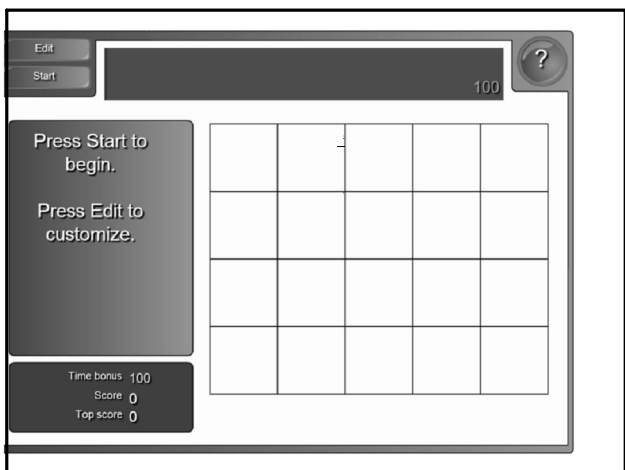 Edit
Start
100
?
Press Start to
begin.
Press Edit to
customize.
Time bonus 100
Score 0
Top score 0